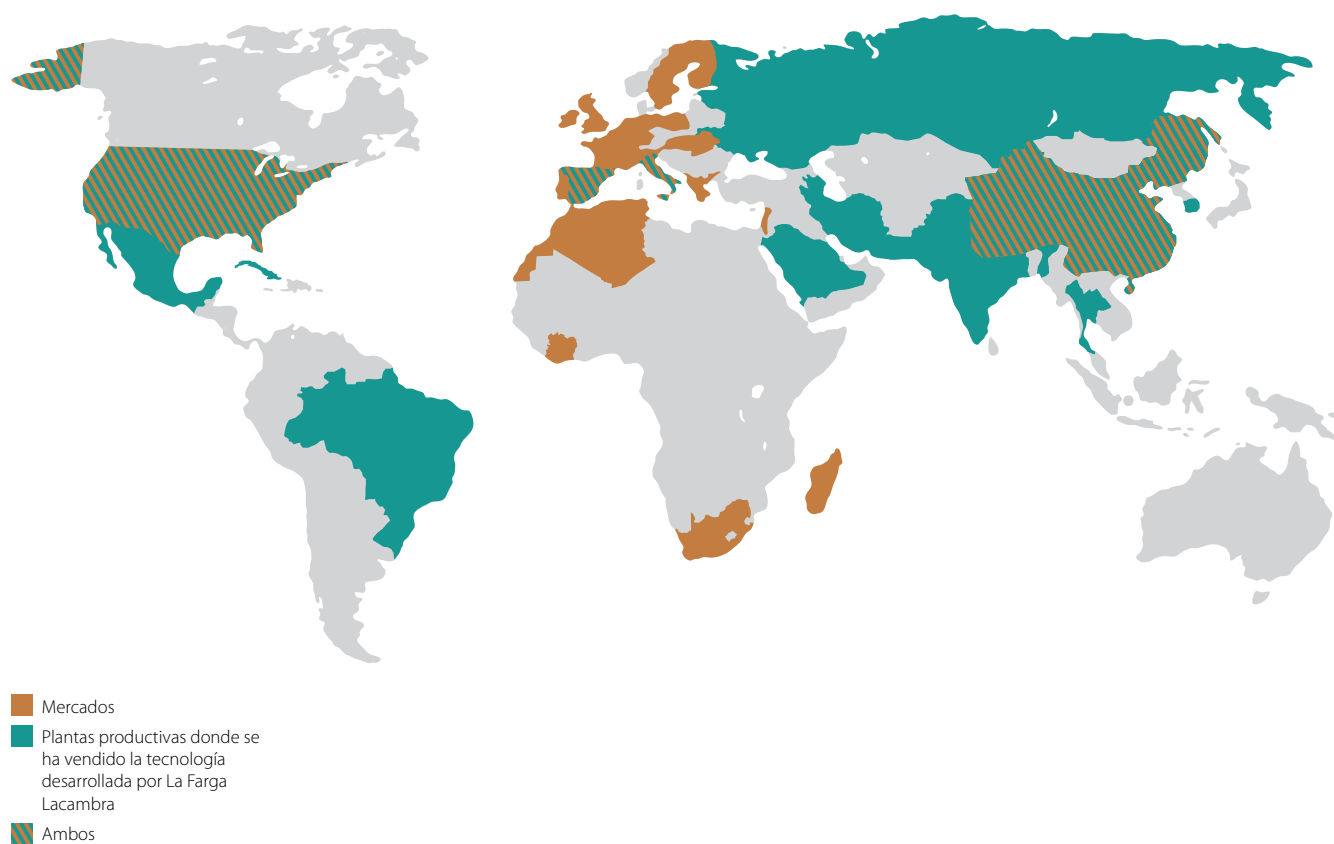 Mercados
Plantas productivas donde se
ha vendido la tecnología
desarrollada por La Farga
Lacambra
Ambos